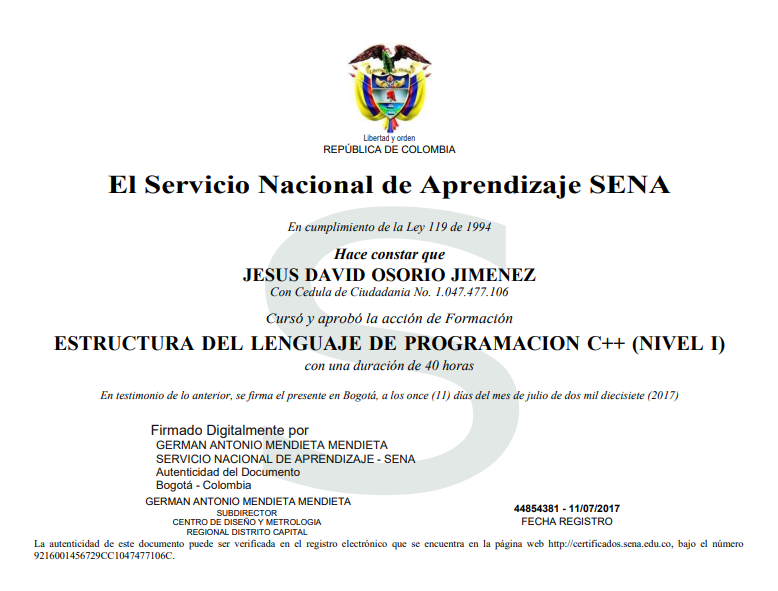 Libertad y orden
REPÚBLICA DE COLOMBIA
El Servicio Nacional de Aprendizaje SENA
En cumplimiento de la Ley 119 de 1994
Hace constar que
JESUS DAVID OSORIO JIMENEZ
Con Cedula de Ciudadania No. 1.047.477.106
Cursó y aprobó la acción de Formación
ESTRUCTURA DEL LENGUAJE DE PROGRAMACION C++ (NIVEL I)
con una duración de 40 horas
En testimonio de lo anterior, se firma el presente en Bogotá, a los once (11) días del mes de julio de dos mil diecisiete (2017)
Firmado Digitalmente por
GERMAN ANTONIO MENDIETA MENDIETA
SERVICIO NACIONAL DE APRENDIZAJE - SENA
Autenticidad del Documento
Bogotá - Colombia
GERMAN ANTONIO MENDIETA MENDIETA
SUBDIRECTOR
CENTRO DE DISEÑO Y METROLOGIA
REGIONAL DISTRITO CAPITAL
44854381 - 11/07/2017
FECHA REGISTRO
La autenticidad de este documento puede ser verificada en el registro electrónico que se encuentra en la página web http://certificados.sena.edu.co, bajo el número
9216001456729CC1047477106C.